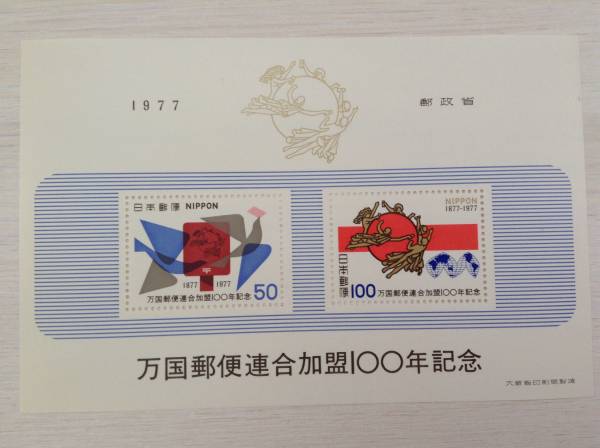 1977
郵政省
日本郵便 NIPPON
1877 1977
万国郵便連合加盟100年記念 50
NIPPON
1877-1977
日本郵便 100
万国郵便連合加盟100年記念
万国郵便連合加盟100年記念
大蔵省印刷局製造